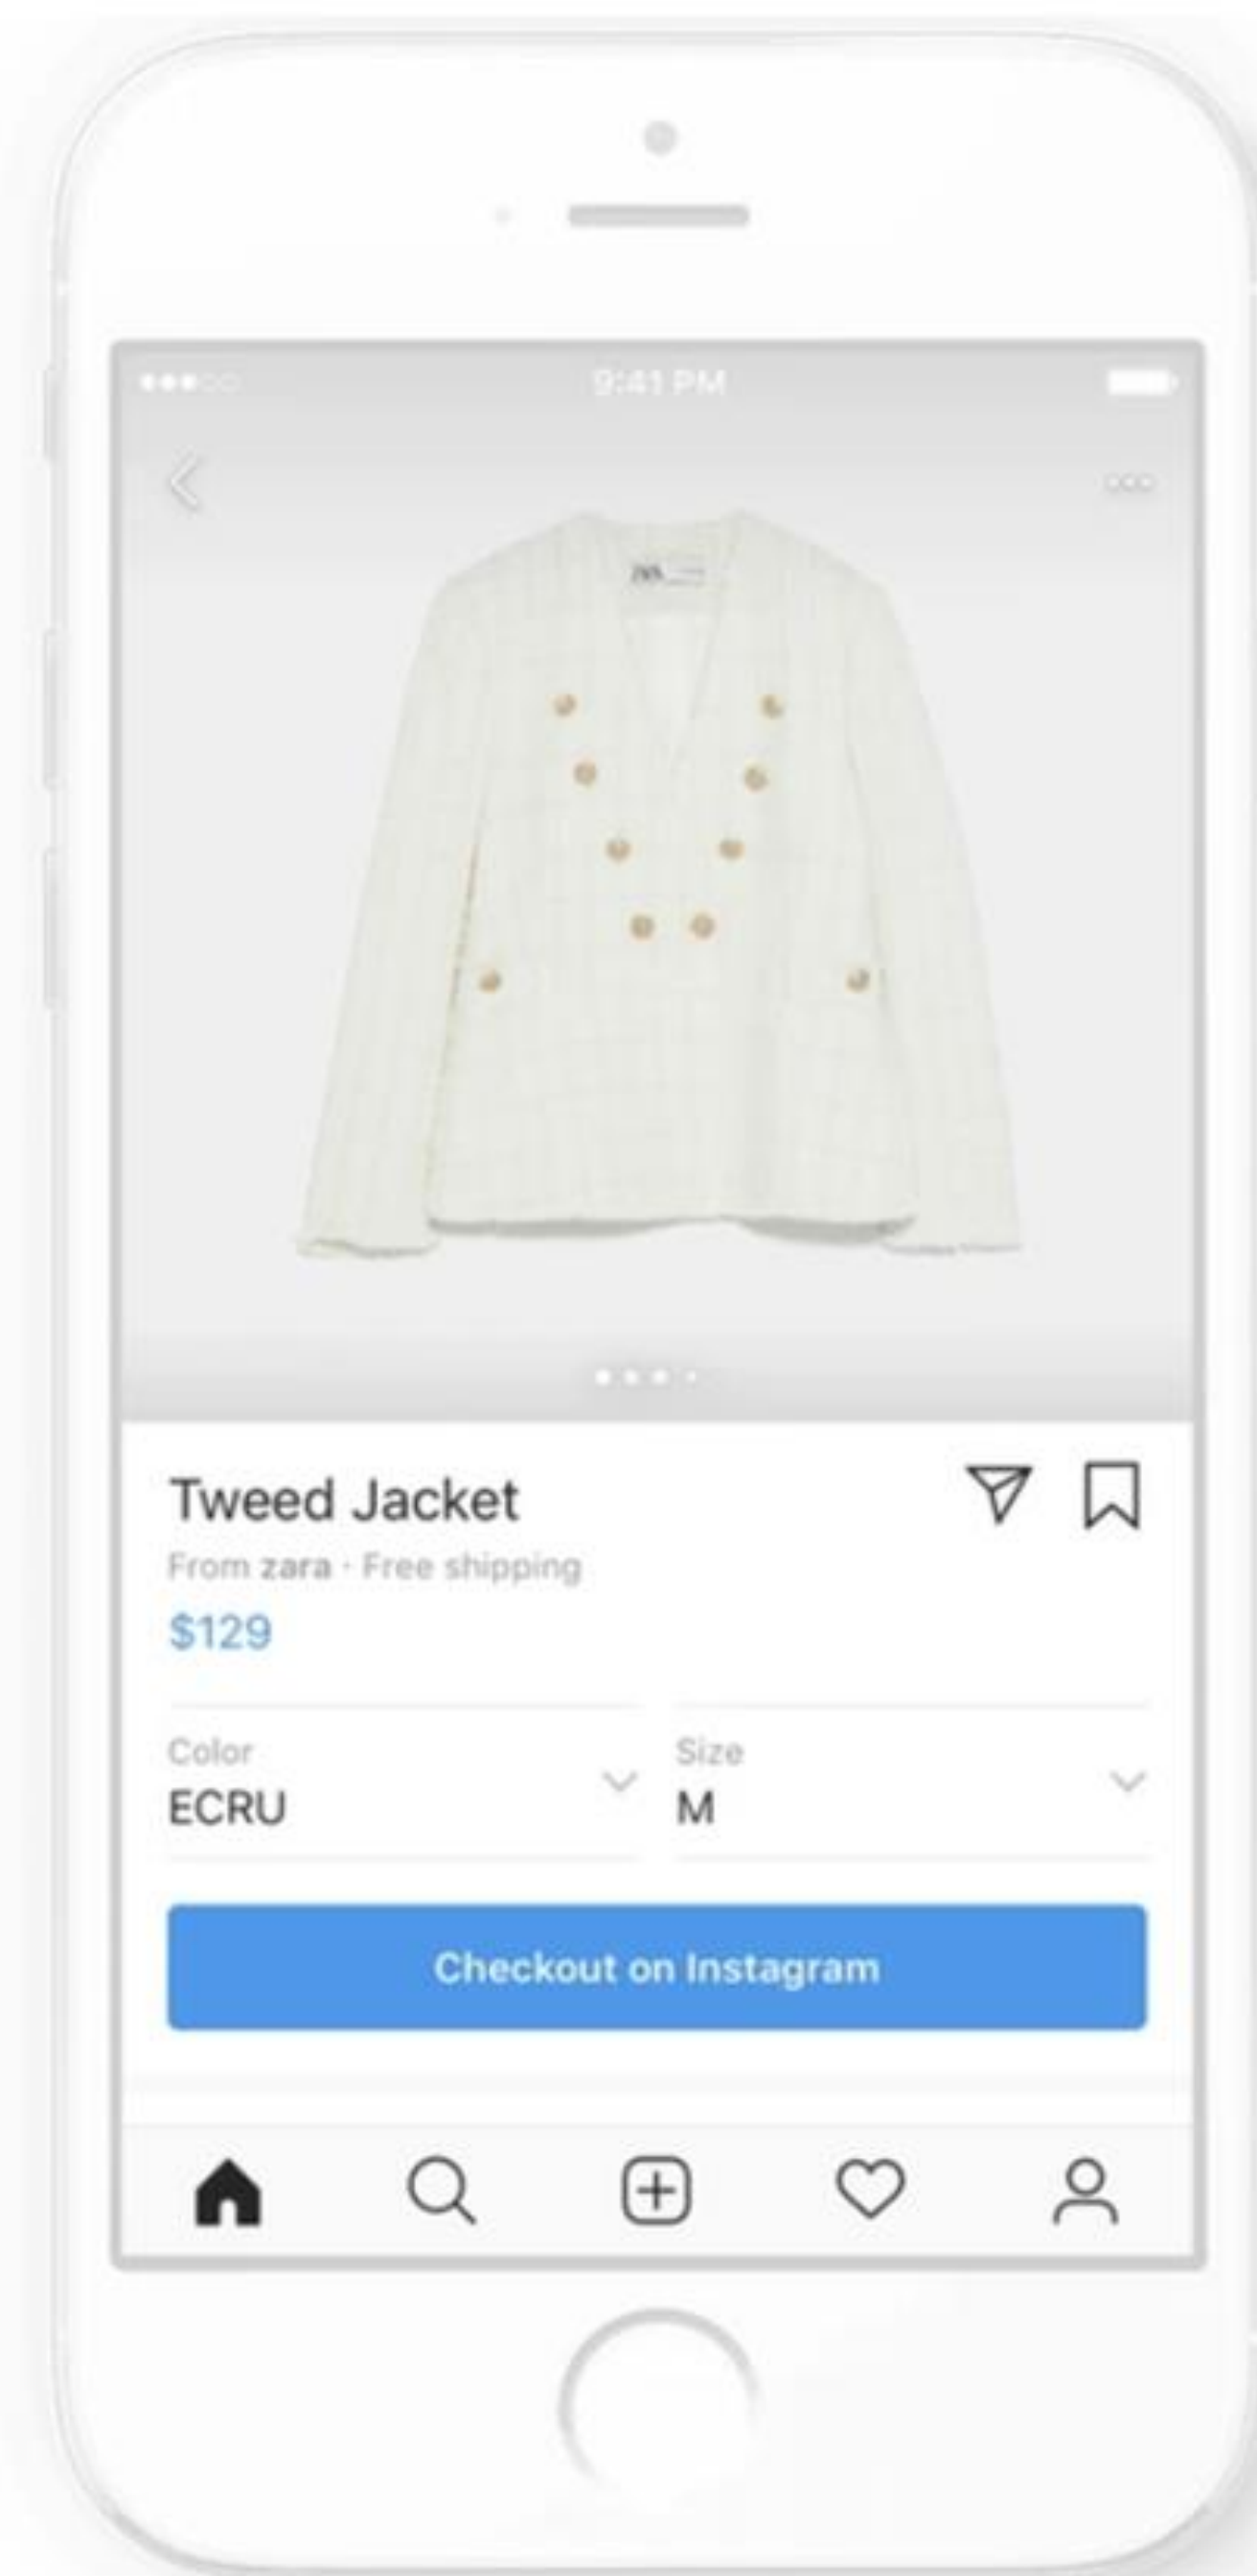 9:41 PM
Tweed Jacket
From zara · Free shipping
$129
Color
ECRU
Size
M
Checkout on Instagram